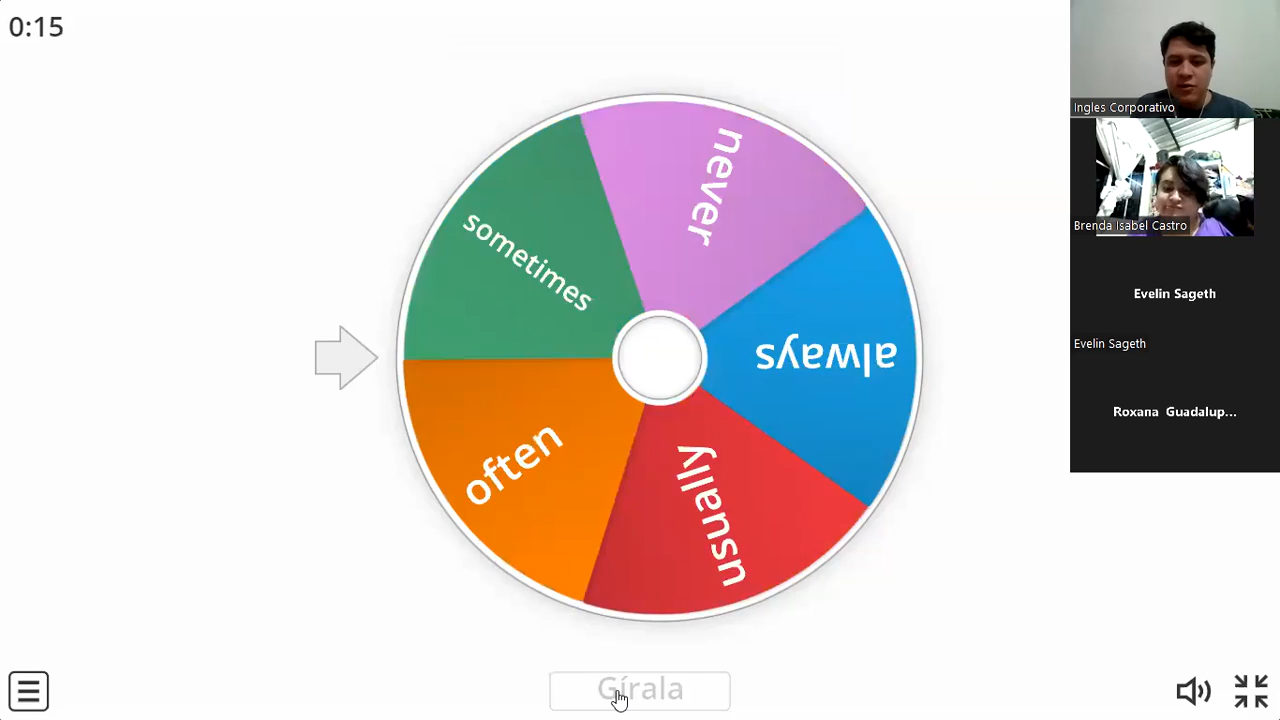 0:15
never
sometimes
always
often
usually
Gírala
Ingles Corporativo
Brenda Isabel Castro
Evelin Sageth
Evelin Sageth
Roxana Guadalup...